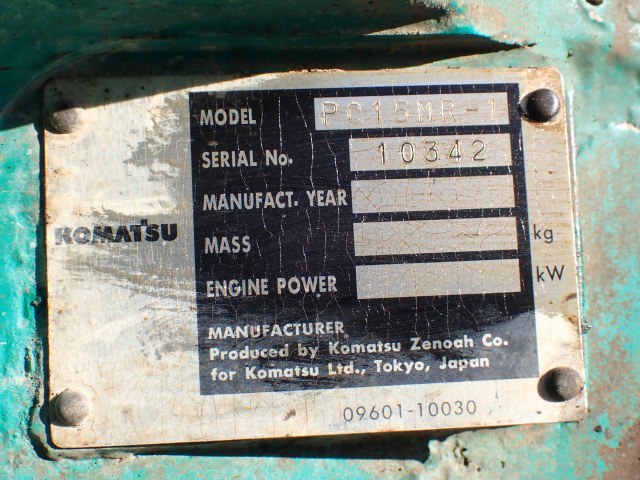 MODEL PC15MR-1
SERIAL No. 10342
MANUFACT. YEAR
KOMATSU
MASS kg
ENGINE POWER kW
MANUFACTURER
Produced by Komatsu Zenoah Co.
for Komatsu Ltd., Tokyo, Japan
09601-10030